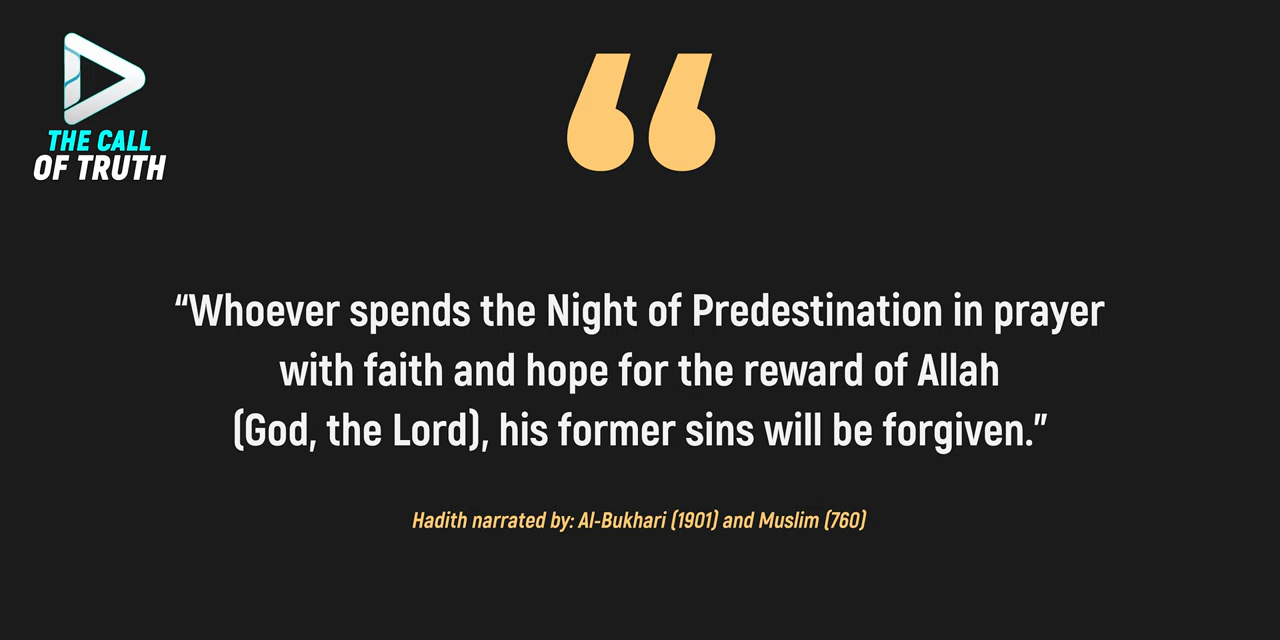 THE CALL
OF TRUTH
“Whoever spends the Night of Predestination in prayer
with faith and hope for the reward of Allah
(God, the Lord), his former sins will be forgiven.”
Hadith narrated by: Al-Bukhari (1901) and Muslim (760)